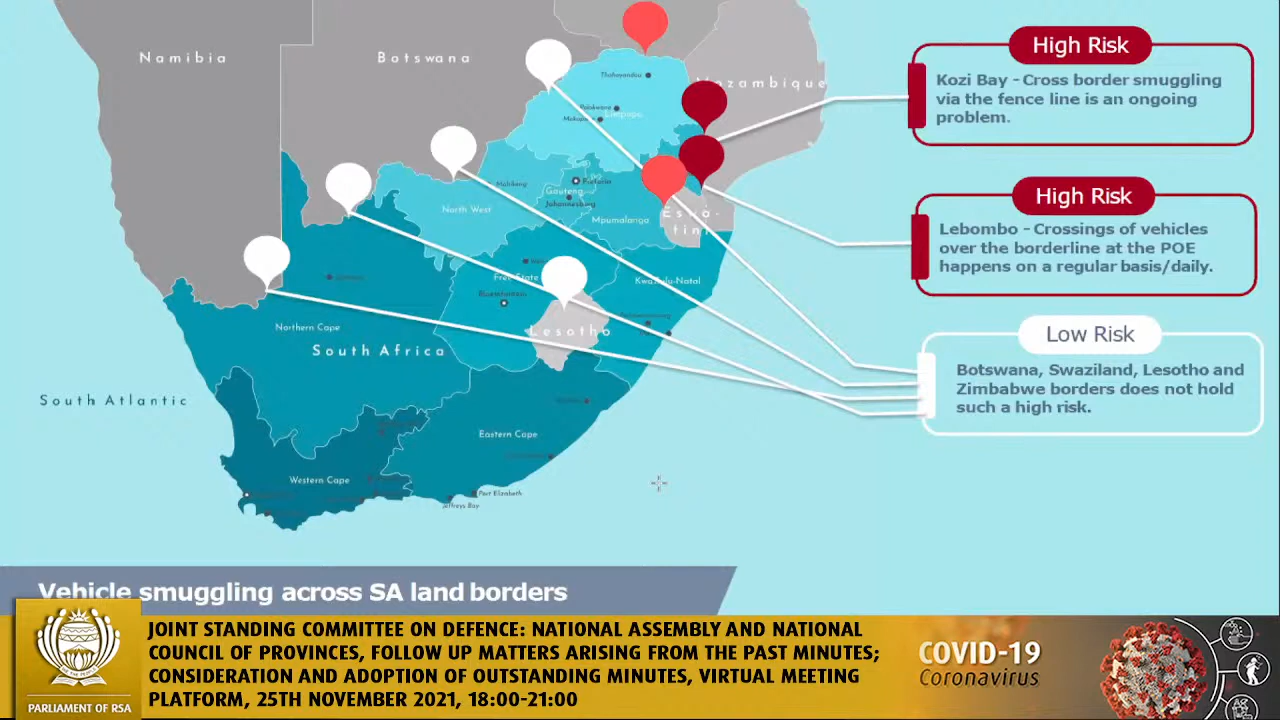 Namibia
Botswana
Mozambique
Thohoyandou
Polokwane
Limpopo
Mahikeng
Pretoria
Gauteng
Johannesburg
North West
Mpumalanga
Eswa-
tini
Free State
Bloemfontein
KwaZulu-Natal
Lesotho
Northern Cape
South Africa
South Atlantic
Eastern Cape
Western Cape
Port Elizabeth
Jeffreys Bay
High Risk
Kozi Bay - Cross border smuggling
via the fence line is an ongoing
problem.
High Risk
Lebombo - Crossings of vehicles
over the borderline at the POE
happens on a regular basis/daily.
Low Risk
Botswana, Swaziland, Lesotho and
Zimbabwe borders does not hold
such a high risk.
Vehicle smuggling across SA land borders
PARLIAMENT OF RSA
JOINT STANDING COMMITTEE ON DEFENCE: NATIONAL ASSEMBLY AND NATIONAL
COUNCIL OF PROVINCES, FOLLOW UP MATTERS ARISING FROM THE PAST MINUTES;
CONSIDERATION AND ADOPTION OF OUTSTANDING MINUTES, VIRTUAL MEETING
PLATFORM, 25TH NOVEMBER 2021, 18:00-21:00
COVID-19
Coronavirus